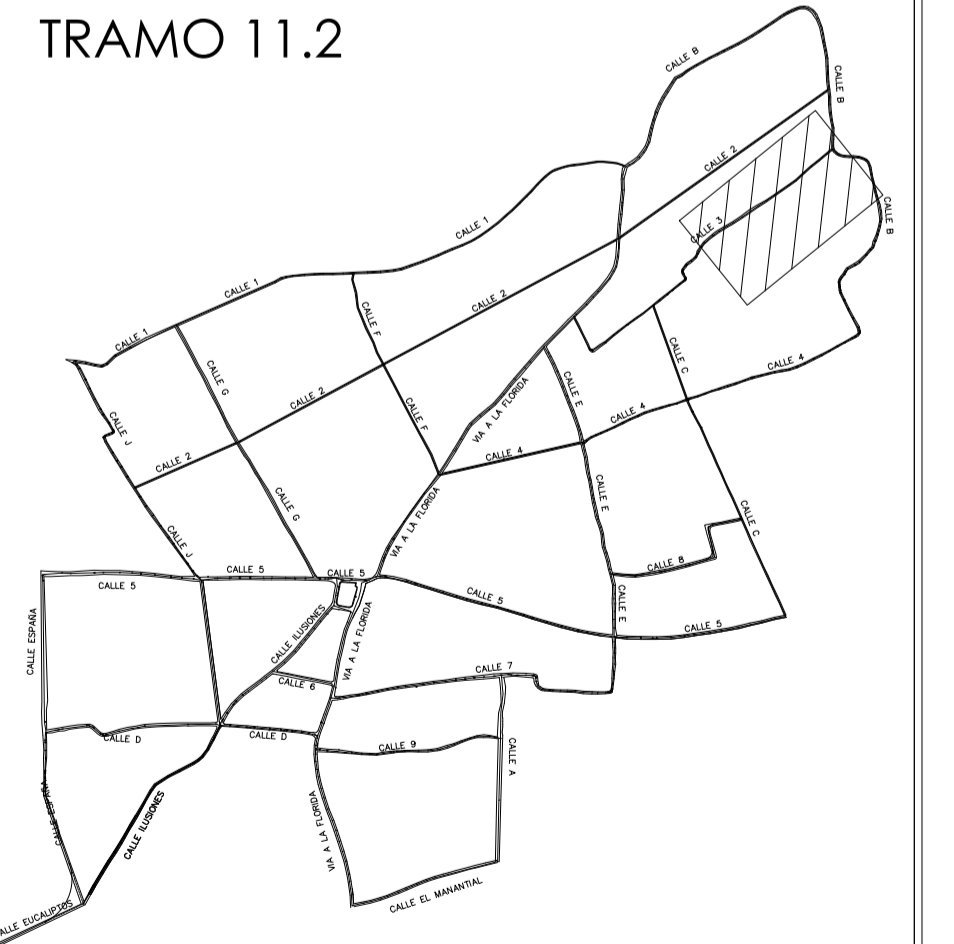 TRAMO 11.2
CALLE B
CALLE B
CALLE 2
CALLE B
CALLE 1
CALLE 3
CALLE 1
CALLE 2
CALLE F
CALLE 1
CALLE C
CALLE 4
CALLE G
CALLE E
CALLE 2
VIA A LA FLORIDA
CALLE F
CALLE 4
CALLE J
CALLE 4
CALLE 2
CALLE E
CALLE G
VIA A LA FLORIDA
CALLE C
CALLE J
CALLE 8
CALLE 5
CALLE 5
CALLE 5
CALLE 5
CALLE E
CALLE 5
CALLE ESPAÑA
CALLE ILUSIONES
VIA A LA FLORIDA
CALLE 7
CALLE 6
CALLE D
CALLE D
CALLE 9
CALLE A
CALLE ESPAÑA
CALLE ILUSIONES
VIA A LA FLORIDA
CALLE EL MANANTIAL
ALLE EUCALIPTOS